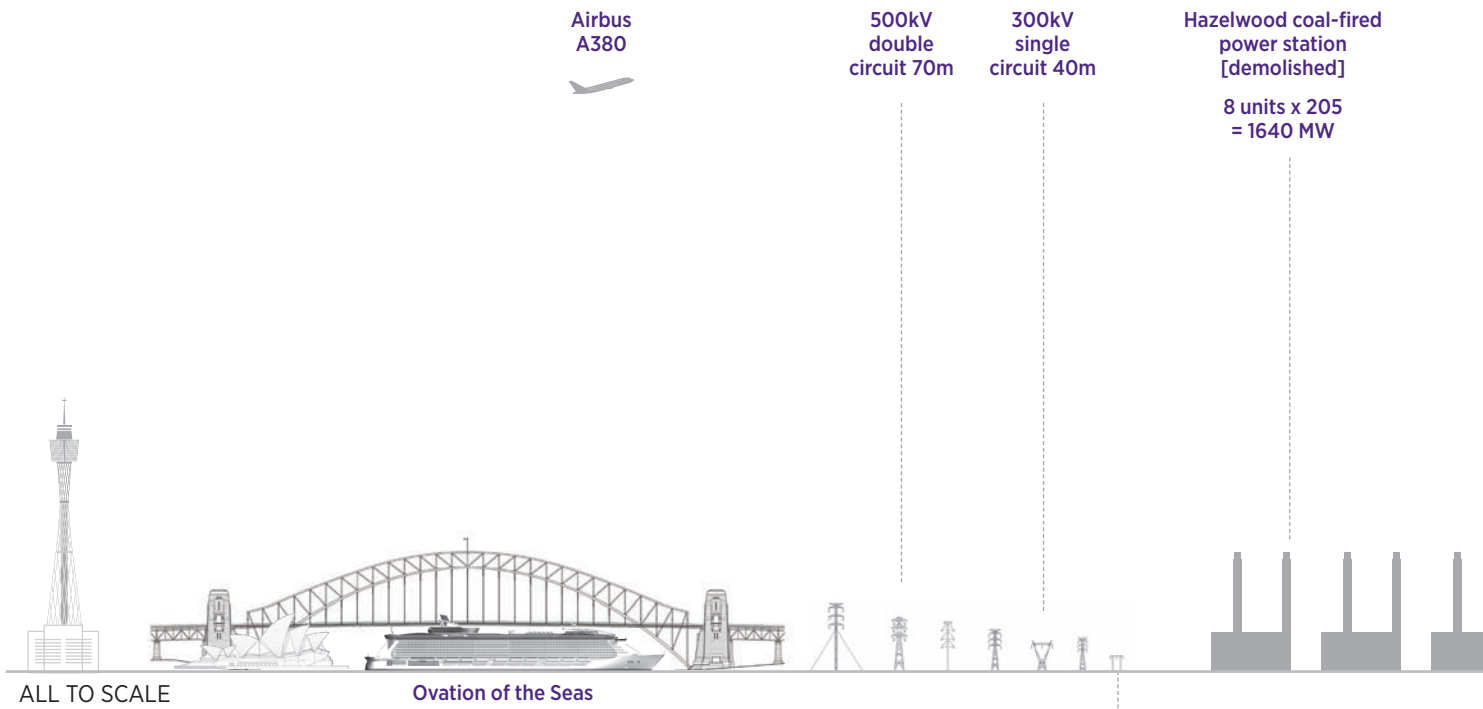 Airbus
A380
500kV
double
circuit 70m
300kV
single
circuit 40m
Hazelwood coal-fired
power station
[demolished]
8 units x 205
= 1640 MW
ALL TO SCALE
Ovation of the Seas